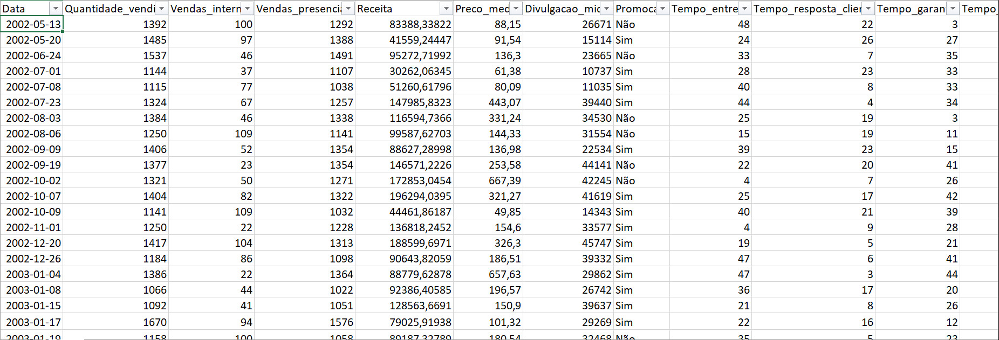 Data Quantidade_vendi Vendas_intern Vendas_presencia Receita Preco_med Divulgacao_mid Promoca Tempo_entre Tempo_resposta_clien Tempo_garant Tempo_
2002-05-13 1392 100 1292 83388,33822 88,15 26671 Não 48 22 3
2002-05-20 1485 97 1388 41559,24447 91,54 15114 Sim 24 26 27
2002-06-24 1537 46 1491 95272,71992 136,3 23665 Não 33 7 35
2002-07-01 1144 37 1107 30262,06345 61,38 10737 Sim 28 23 33
2002-07-08 1115 77 1038 51260,61796 80,09 11035 Sim 40 8 33
2002-07-23 1324 67 1257 147985,8323 443,07 39440 Sim 44 4 34
2002-08-03 1384 46 1338 116594,7366 331,24 34530 Não 25 19 3
2002-08-06 1250 109 1141 99587,62703 144,33 31554 Não 15 19 11
2002-09-09 1406 52 1354 88627,28998 136,98 22534 Sim 39 23 15
2002-09-19 1377 23 1354 146571,2226 253,58 44141 Não 22 20 41
2002-10-02 1321 50 1271 172853,0454 667,39 42245 Não 4 7 26
2002-10-07 1404 82 1322 196294,0395 321,27 41619 Sim 25 17 42
2002-10-09 1141 109 1032 44461,86187 49,85 14343 Sim 40 21 39
2002-11-01 1250 22 1228 136818,2452 154,6 33577 Sim 4 9 28
2002-12-20 1417 104 1313 188599,6971 326,3 45747 Sim 19 5 21
2002-12-26 1184 86 1098 90643,82059 186,51 39332 Sim 47 6 41
2003-01-04 1386 22 1364 88779,62878 657,63 29862 Sim 47 3 44
2003-01-08 1066 44 1022 92386,40585 196,57 26742 Sim 36 17 20
2003-01-15 1092 41 1051 128563,6691 150,9 39637 Sim 21 8 26
2003-01-17 1670 94 1576 79025,91938 101,32 29269 Sim 22 16 12
2003-01-19 1158 100 1058 89187,32789 180,54 32468 Não 35 5 23